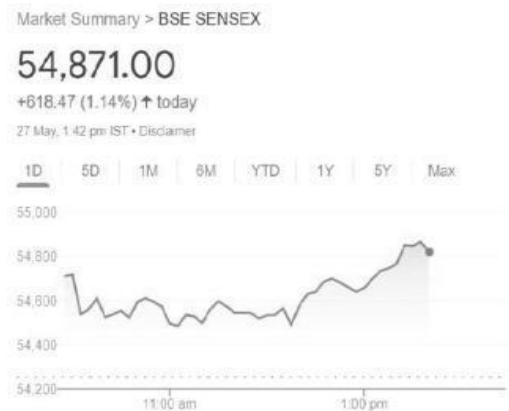 Market Summary > BSE SENSEX
54,871.00
+618.47 (1.14%) ↑ today
27 May, 1:42 pm IST • Disclaimer
1D 5D 1M 6M YTD 1Y 5Y Max
55,000
54,800
54,600
54,400
54,200
11:00 am 1:00 pm